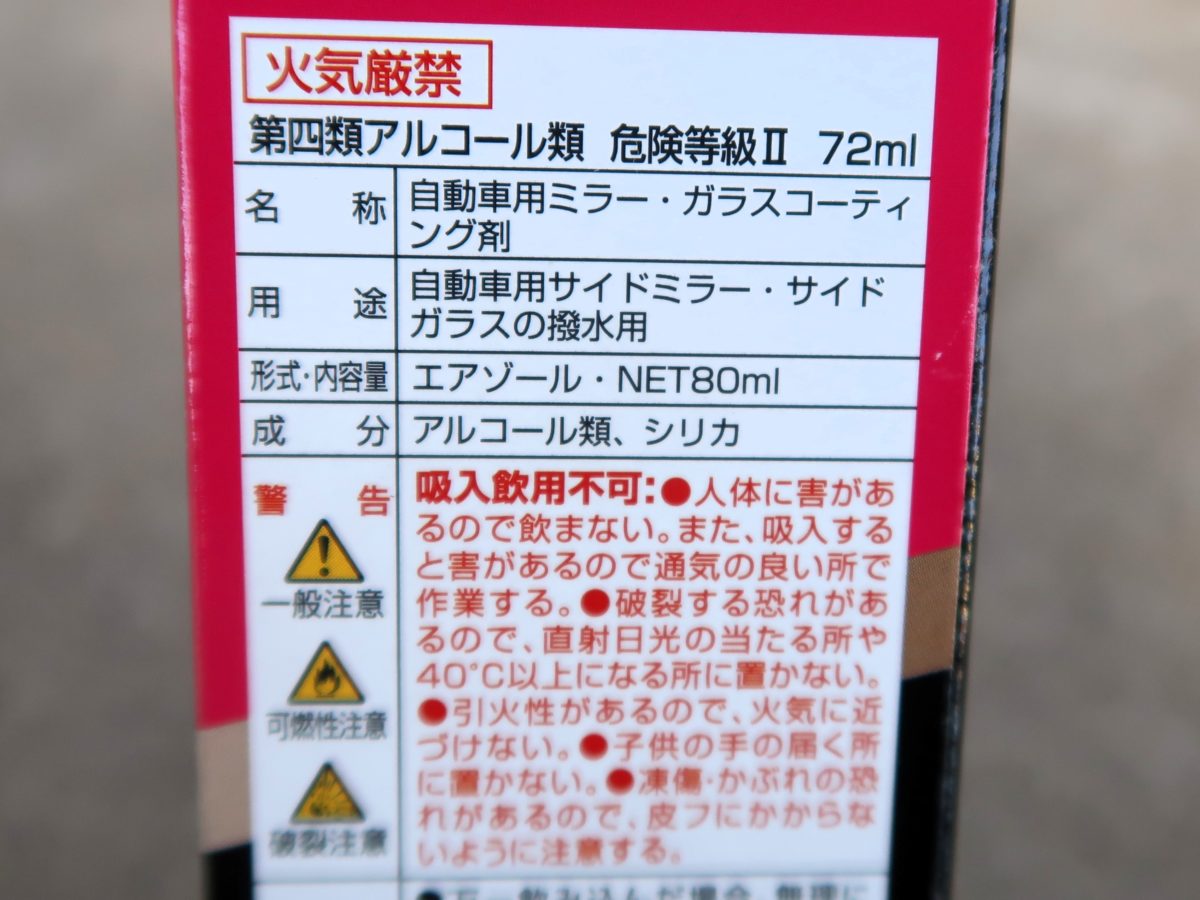 火気厳禁
第四類アルコール類 危険等級Ⅱ 72ml
名称 自動車用ミラー・ガラスコーティ
ング剤
用途 自動車用サイドミラー・サイド
ガラスの撥水用
形式・内容量 エアゾール・NET80ml
成分 アルコール類、シリカ
警告
一般注意
可燃性注意
破裂注意
吸入飲用不可:●人体に害があ
るので飲まない。また、吸入する
と害があるので通気の良い所で
作業する。●破裂する恐れがあ
るので、直射日光の当たる所や
40℃以上になる所に置かない。
●引火性があるので、火気に近
づけない。●子供の手の届く所
に置かない。●凍傷・かぶれの恐
れがあるので、皮フにかからな
いように注意する。
●万一飲み込んだ場合、無理に